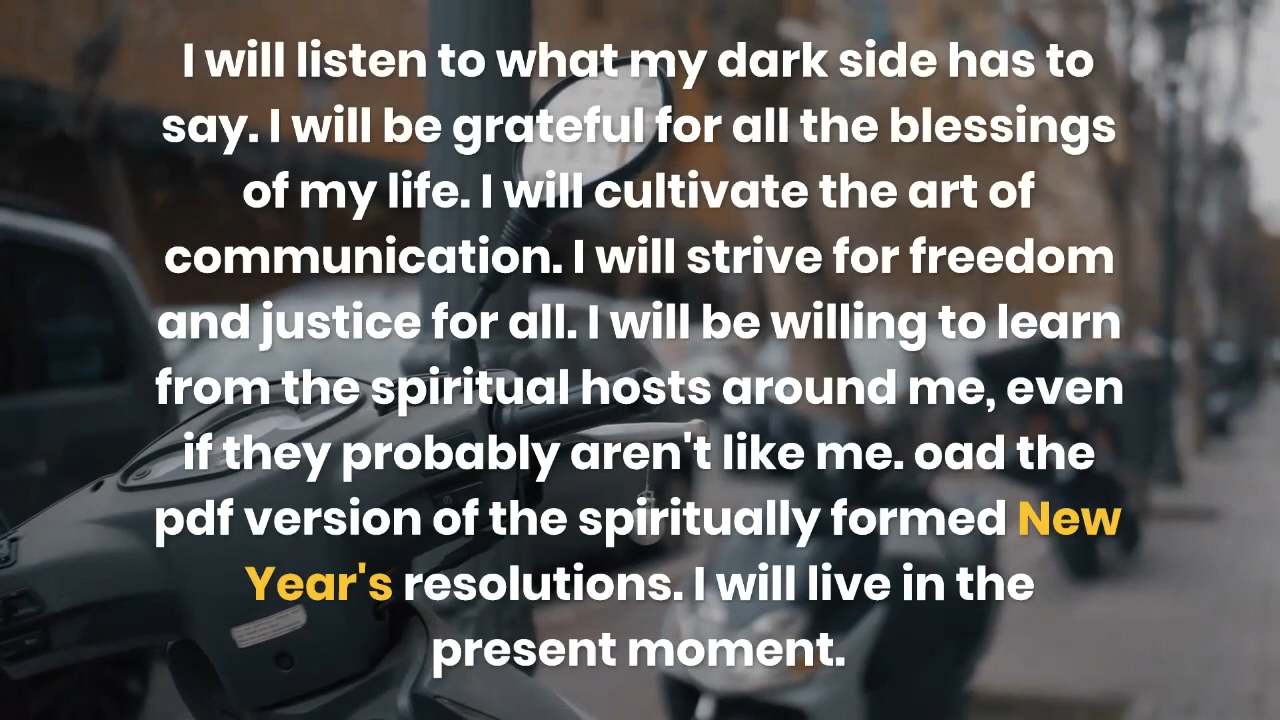 I will listen to what my dark side has to
say. I will be grateful for all the blessings
of my life. I will cultivate the art of
communication. I will strive for freedom
and justice for all. I will be willing to learn
from the spiritual hosts around me, even
if they probably aren't like me. oad the
pdf version of the spiritually formed New
Year's resolutions. I will live in the
present moment.